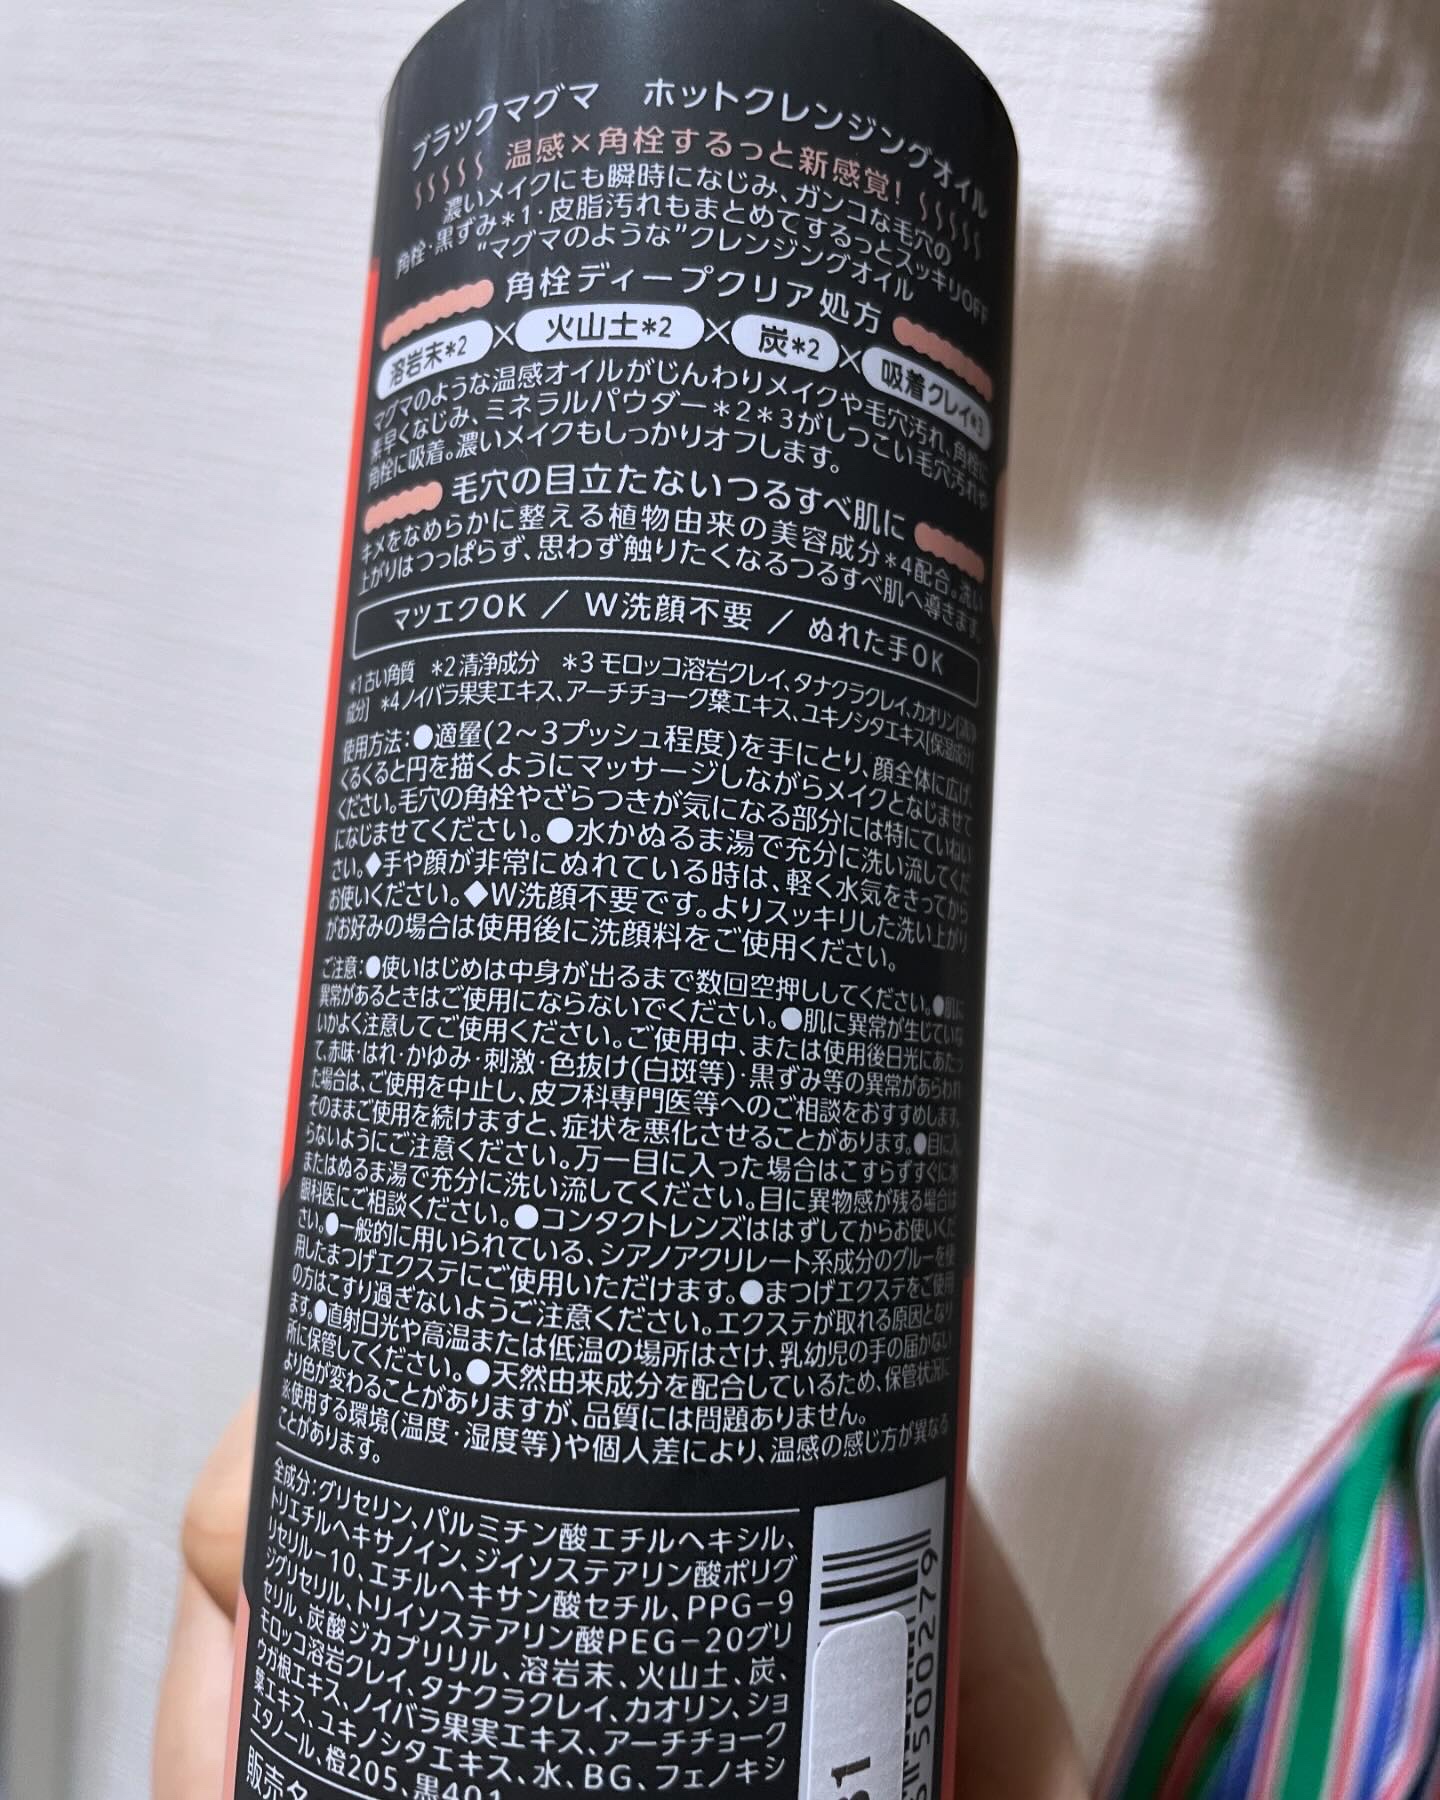 ブラックマグマ ホットクレンジングオイル
温感×角栓するっと新感覚!
濃いメイクにも瞬時になじみ、ガンコな毛穴の
角栓・黒ずみ*1・皮脂汚れもまとめてするっとスッキリOFF
"マグマのような"クレンジングオイル
角栓ディープクリア処方
溶岩末*2 × 火山土*2 × 炭*2 × 吸着クレイ*3
マグマのような温感オイルがじんわりメイクや毛穴汚れ、角栓に
素早くなじみ、ミネラルパウダー*2*3がしつこい毛穴汚れや
角栓に吸着。濃いメイクもしっかりオフします。
毛穴の目立たないつるすべ肌に
キメをなめらかに整える植物由来の美容成分*4配合。洗い
上がりはつっぱらず、思わず触りたくなるつるすべ肌へ導きます。
マツエクOK / W洗顔不要 / ぬれた手OK
*1 古い角質 *2 清浄成分 *3 モロッコ溶岩クレイ、タナクラクレイ、カオリン[清浄
成分] *4 ノイバラ果実エキス、アーチチョーク葉エキス、ユキノシタエキス[保湿成分]
使用方法:●適量(2〜3プッシュ程度)を手にとり、顔全体に広げ、
くるくると円を描くようにマッサージしながらメイクとなじませて
ください。毛穴の角栓やざらつきが気になる部分には特にていねい
になじませてください。●水かぬるま湯で充分に洗い流してくだ
さい。◆手や顔が非常にぬれている時は、軽く水気をきってから
お使いください。◆W洗顔不要です。よりスッキリした洗い上がり
がお好みの場合は使用後に洗顔料をご使用ください。
ご注意:●使いはじめは中身が出るまで数回空押ししてください。●肌に
異常があるときはご使用にならないでください。●肌に異常が生じていな
いかよく注意してご使用ください。ご使用中、または使用後日光にあたっ
て、赤味・はれ・かゆみ・刺激・色抜け(白斑等)・黒ずみ等の異常があらわれ
た場合は、ご使用を中止し、皮フ科専門医等へのご相談をおすすめします。
そのままご使用を続けますと、症状を悪化させることがあります。●目に入
らないようにご注意ください。万一目に入った場合はこすらずすぐに水
またはぬるま湯で充分に洗い流してください。目に異物感が残る場合は
眼科医にご相談ください。●コンタクトレンズははずしてからお使いくだ
さい。●一般的に用いられている、シアノアクリレート系成分のグルーを使
用したまつげエクステにご使用いただけます。●まつげエクステをご使用
の方はこすり過ぎないようご注意ください。エクステが取れる原因となり
ます。●直射日光や高温または低温の場所はさけ、乳幼児の手の届かない
所に保管してください。●天然由来成分を配合しているため、保管状況に
より色が変わることがありますが、品質には問題ありません。
※使用する環境(温度・湿度等)や個人差により、温感の感じ方が異なる
ことがあります。
全成分:グリセリン、パルミチン酸エチルヘキシル、
トリエチルヘキサノイン、ジイソステアリン酸ポリグ
リセリル-10、エチルヘキサン酸セチル、PPG-9
ジグリセリル、トリイソステアリン酸PEG-20グリ
セリル、炭酸ジカプリリル、溶岩末、火山土、炭、
モロッコ溶岩クレイ、タナクラクレイ、カオリン、ショ
ウガ根エキス、ノイバラ果実エキス、アーチチョーク
葉エキス、ユキノシタエキス、水、BG、フェノキシ
エタノール、橙205、黒401
販売
500279
31